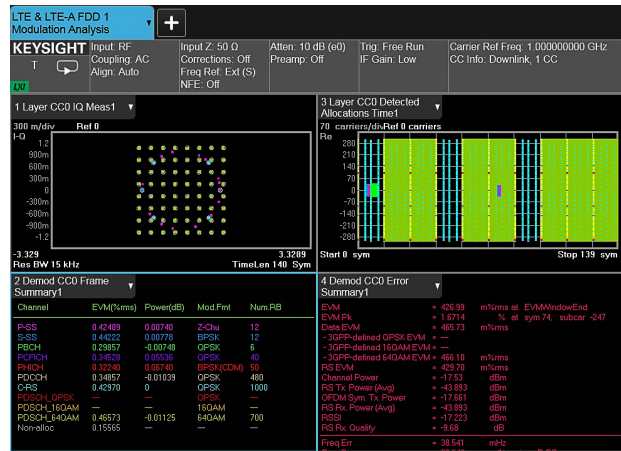 LTE & LTE-A FDD 1
Modulation Analysis
KEYSIGHT
T
LXI
Input: RF
Coupling: AC
Align: Auto
Input Z: 50 Ω
Corrections: Off
Freq Ref: Ext (S)
NFE: Off
Atten: 10 dB (e0)
Preamp: Off
Trig: Free Run
IF Gain: Low
Carrier Ref Freq: 1.000000000 GHz
CC Info: Downlink, 1 CC
1 Layer CC0 IQ Meas1
300 m/div Ref 0
I-Q
1.2
900m
600m
300m
0
-300m
-600m
-900m
-1.2
-3.329 3.3289
Res BW 15 kHz TimeLen 140 Sym
3 Layer CC0 Detected
Allocations Time1
70 carriers/div Ref 0 carriers
Re
280
210
140
70
0
-70
-140
-210
-280
Start 0 sym Stop 139 sym
2 Demod CC0 Frame
Summary1
Channel EVM(%rms) Power(dB) Mod.Fmt Num.RB
P-SS 0.42489 0.00740 Z-Chu 12
S-SS 0.44222 0.00778 BPSK 12
PBCH 0.29857 -0.00748 QPSK 6
PCFICH 0.34528 0.05536 QPSK 40
PHICH 0.32240 0.06740 BPSK(CDM) 50
PDCCH 0.34857 -0.01039 QPSK 480
C-RS 0.42970 0 QPSK 1000
PDSCH_QPSK — — QPSK —
PDSCH_16QAM — — 16QAM —
PDSCH_64QAM 0.46573 -0.01125 64QAM 700
Non-alloc 0.15565 — — —
4 Demod CC0 Error
Summary1
EVM = 426.99 m%rms at EVMWindowEnd
EVM Pk = 1.6714 % at sym 74, subcar -247
Data EVM = 465.73 m%rms
-3GPP-defined QPSK EVM = —
-3GPP-defined 16QAM EVM = —
-3GPP-defined 64QAM EVM = 466.10 m%rms
RS EVM = 429.70 m%rms
Channel Power = -17.53 dBm
RS Tx. Power (Avg) = -43.893 dBm
OFDM Sym. Tx. Power = -17.661 dBm
RS Rx. Power (Avg) = -43.893 dBm
RSSI = -17.223 dBm
RS Rx. Quality = -9.68 dB
Freq Err = 38.541 mHz